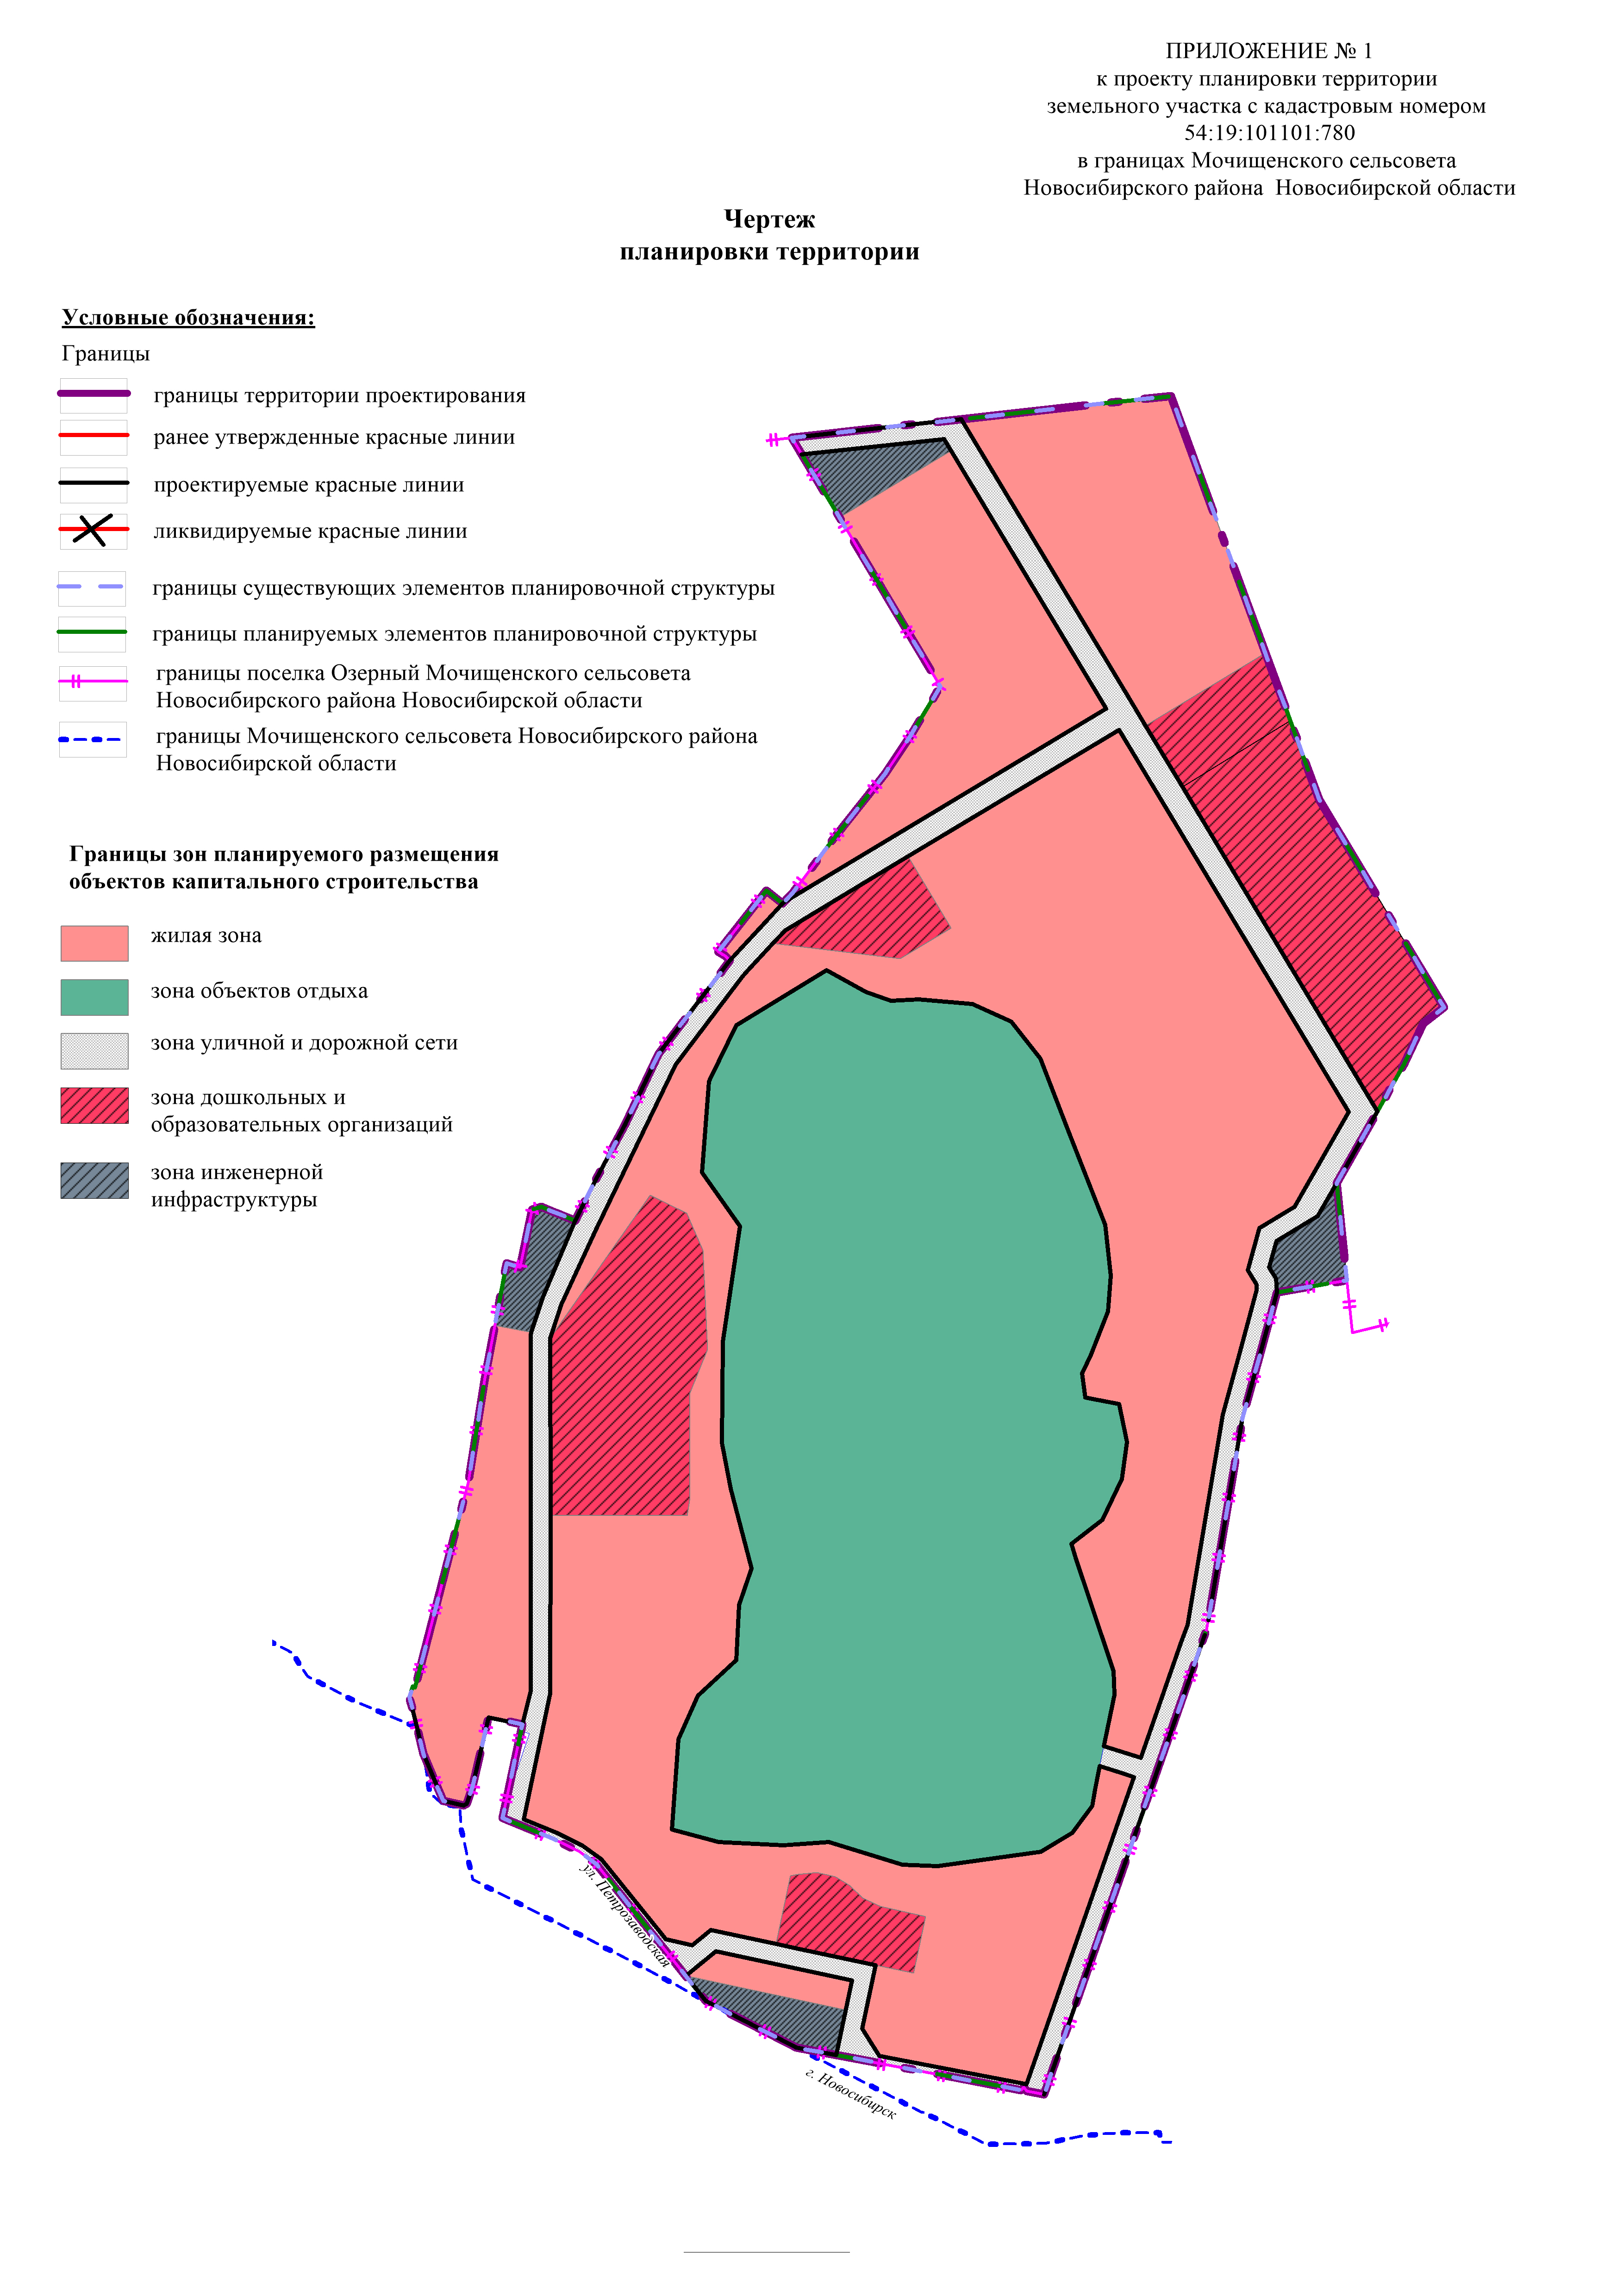 ПРИЛОЖЕНИЕ № 1
к проекту планировки территории
земельного участка с кадастровым номером
54:19:101101:780
в границах Мочищенского сельсовета
Новосибирского района  Новосибирской области
Чертеж
планировки территории
Условные обозначения:
Границы
границы территории проектирования
ранее утвержденные красные линии
проектируемые красные линии
ликвидируемые красные линии
границы существующих элементов планировочной структуры
границы планируемых элементов планировочной структуры
границы поселка Озерный Мочищенского сельсовета
Новосибирского района Новосибирской области
границы Мочищенского сельсовета Новосибирского района
Новосибирской области
Границы зон планируемого размещения
объектов капитального строительства
жилая зона
зона объектов отдыха
зона уличной и дорожной сети
зона дошкольных и
образовательных организаций
зона инженерной
инфраструктуры
ул. Петрозаводская
г. Новосибирск